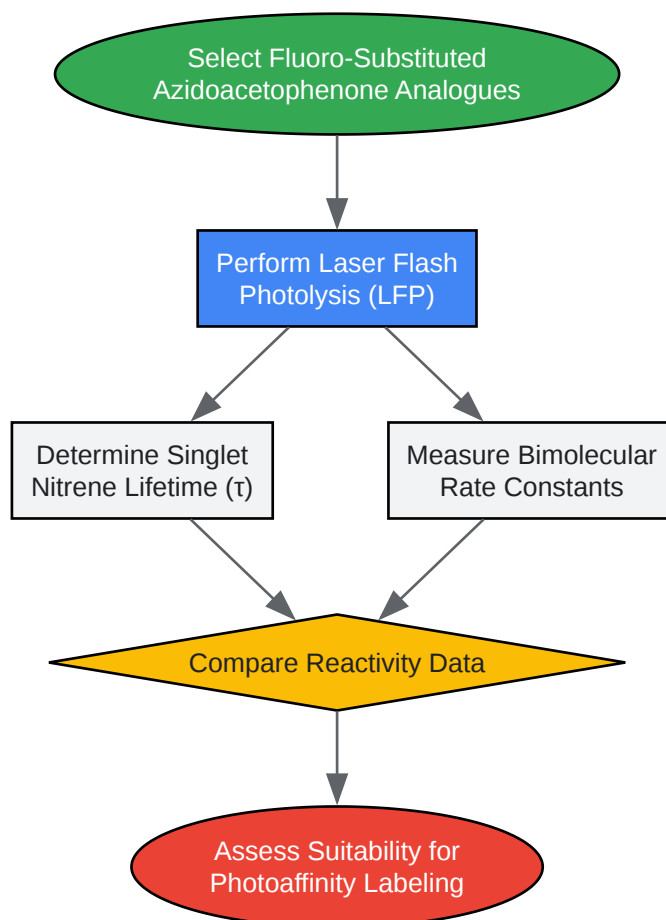 Select Fluoro-Substituted
Azidoacetophenone Analogues
Perform Laser Flash
Photolysis (LFP)
Determine Singlet
Nitrene Lifetime (τ)
Measure Bimolecular
Rate Constants
Compare Reactivity Data
Assess Suitability for
Photoaffinity Labeling